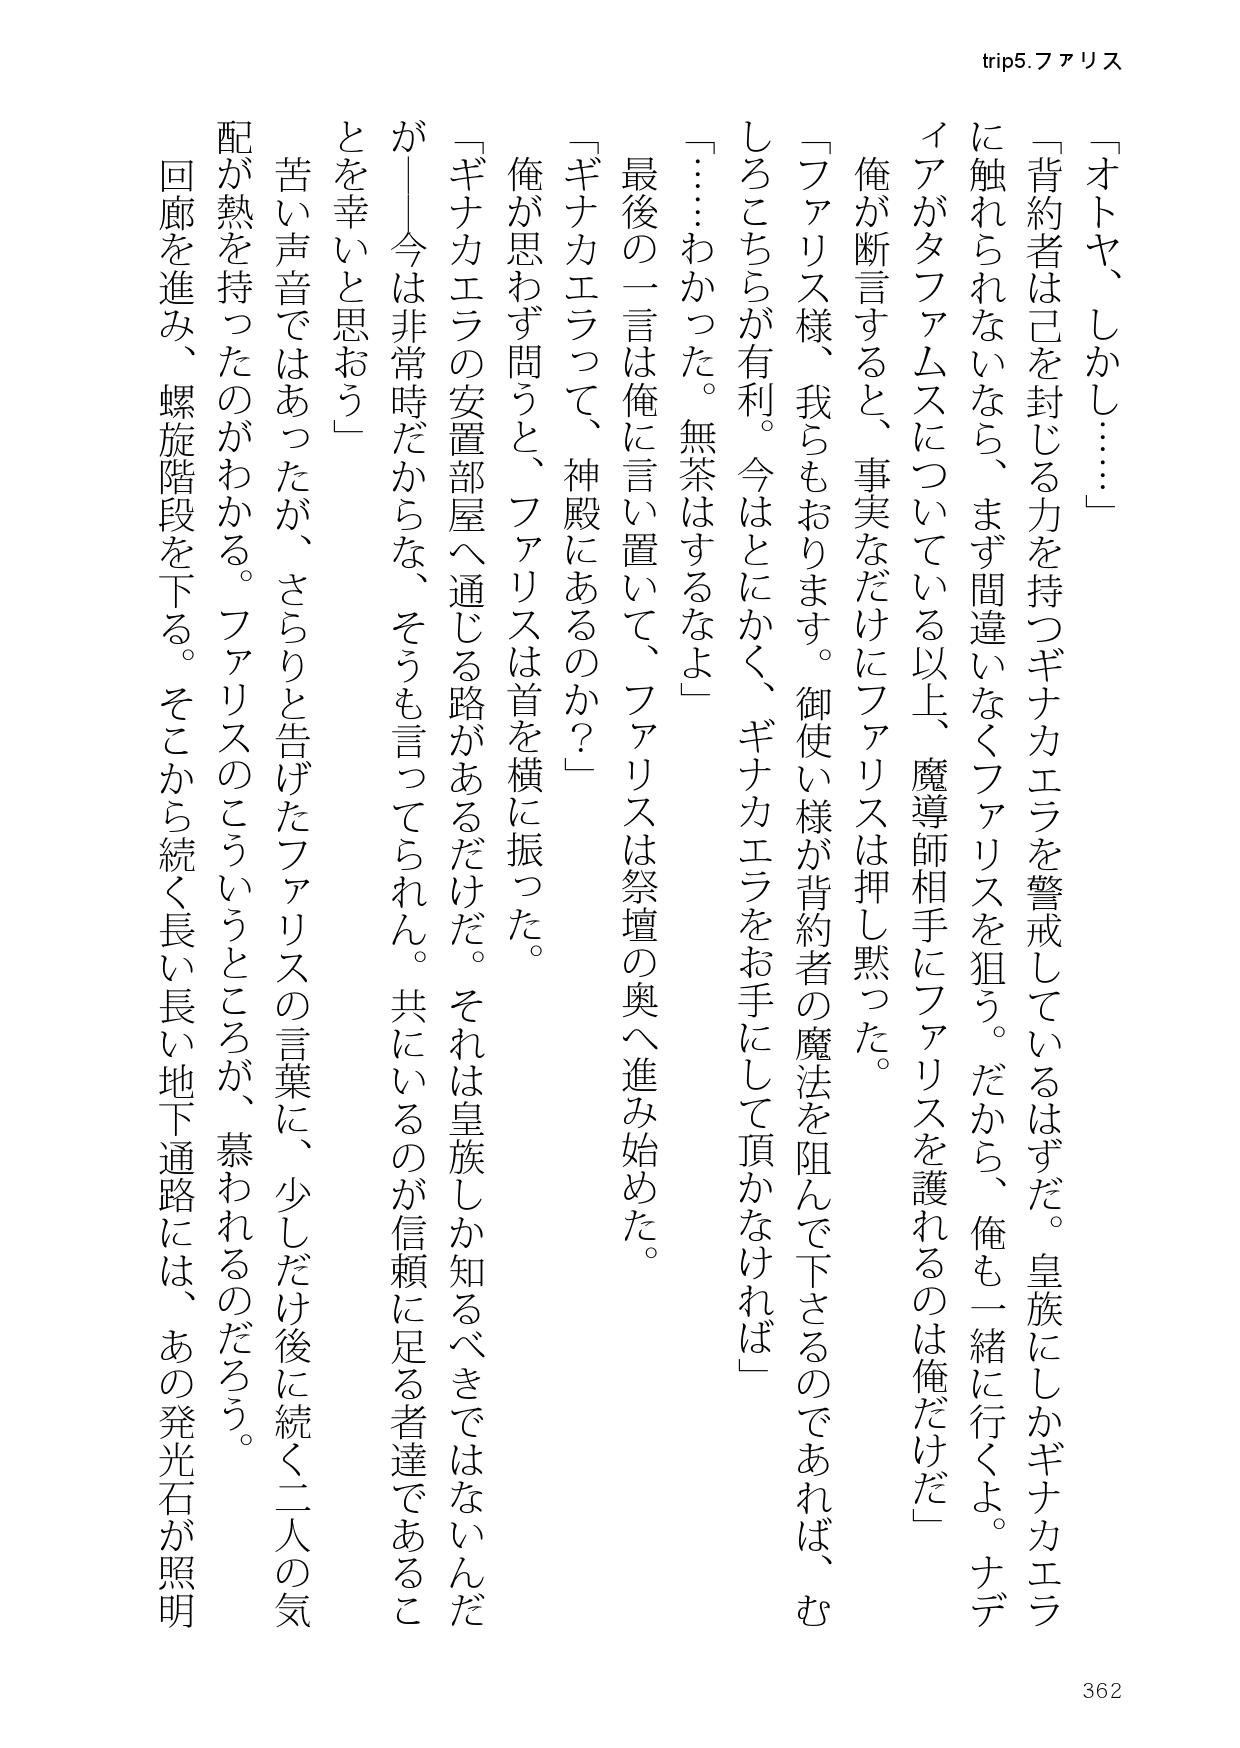 trip5.ファリス
「オトヤ、しかし……」
「背約者は己を封じる力を持つギナカエラを警戒しているはずだ。皇族にしかギナカエラ
に触れられないなら、まず間違いなくファリスを狙う。だから、俺も一緒に行くよ。ナデ
ィアがタファムスについている以上、魔導師相手にファリスを護れるのは俺だけだ」
俺が断言すると、事実なだけにファリスは押し黙った。
「ファリス様、我らもおります。御使い様が背約者の魔法を阻んで下さるのであれば、む
しろこちらが有利。今はとにかく、ギナカエラをお手にして頂かなければ」
「……わかった。無茶はするなよ」
最後の一言は俺に言い置いて、ファリスは祭壇の奥へ進み始めた。
「ギナカエラって、神殿にあるのか？」
俺が思わず問うと、ファリスは首を横に振った。
「ギナカエラの安置部屋へ通じる路があるだけだ。それは皇族しか知るべきではないんだ
が――今は非常時だからな、そうも言ってられん。共にいるのが信頼に足る者達であるこ
とを幸いと思おう」
苦い声音ではあったが、さらりと告げたファリスの言葉に、少しだけ後に続く二人の気
配が熱を持ったのがわかる。ファリスのこういうところが、慕われるのだろう。
回廊を進み、螺旋階段を下る。そこから続く長い長い地下通路には、あの発光石が照明
362